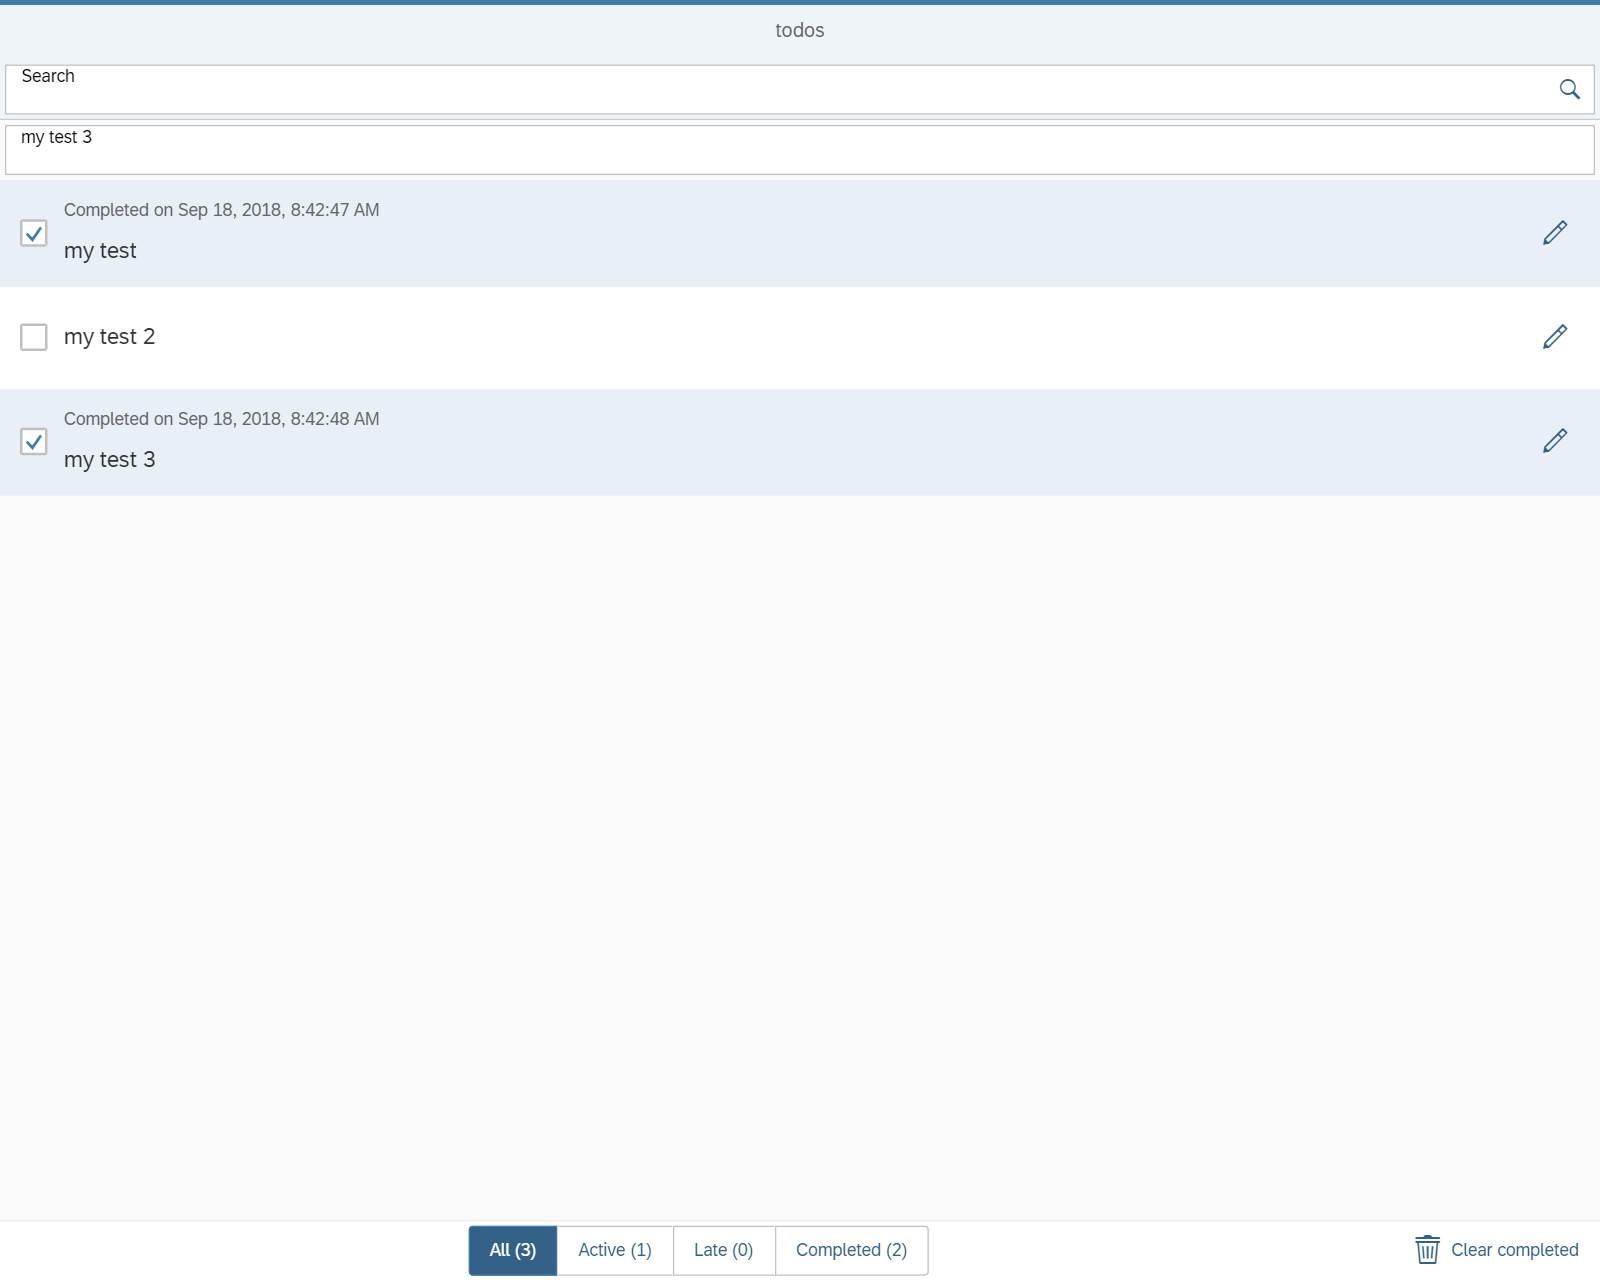 todos
Search
my test 3
Completed on Sep 18, 2018, 8:42:47 AM
my test
my test 2
Completed on Sep 18, 2018, 8:42:48 AM
my test 3
All (3) Active (1) Late (0) Completed (2) Clear completed